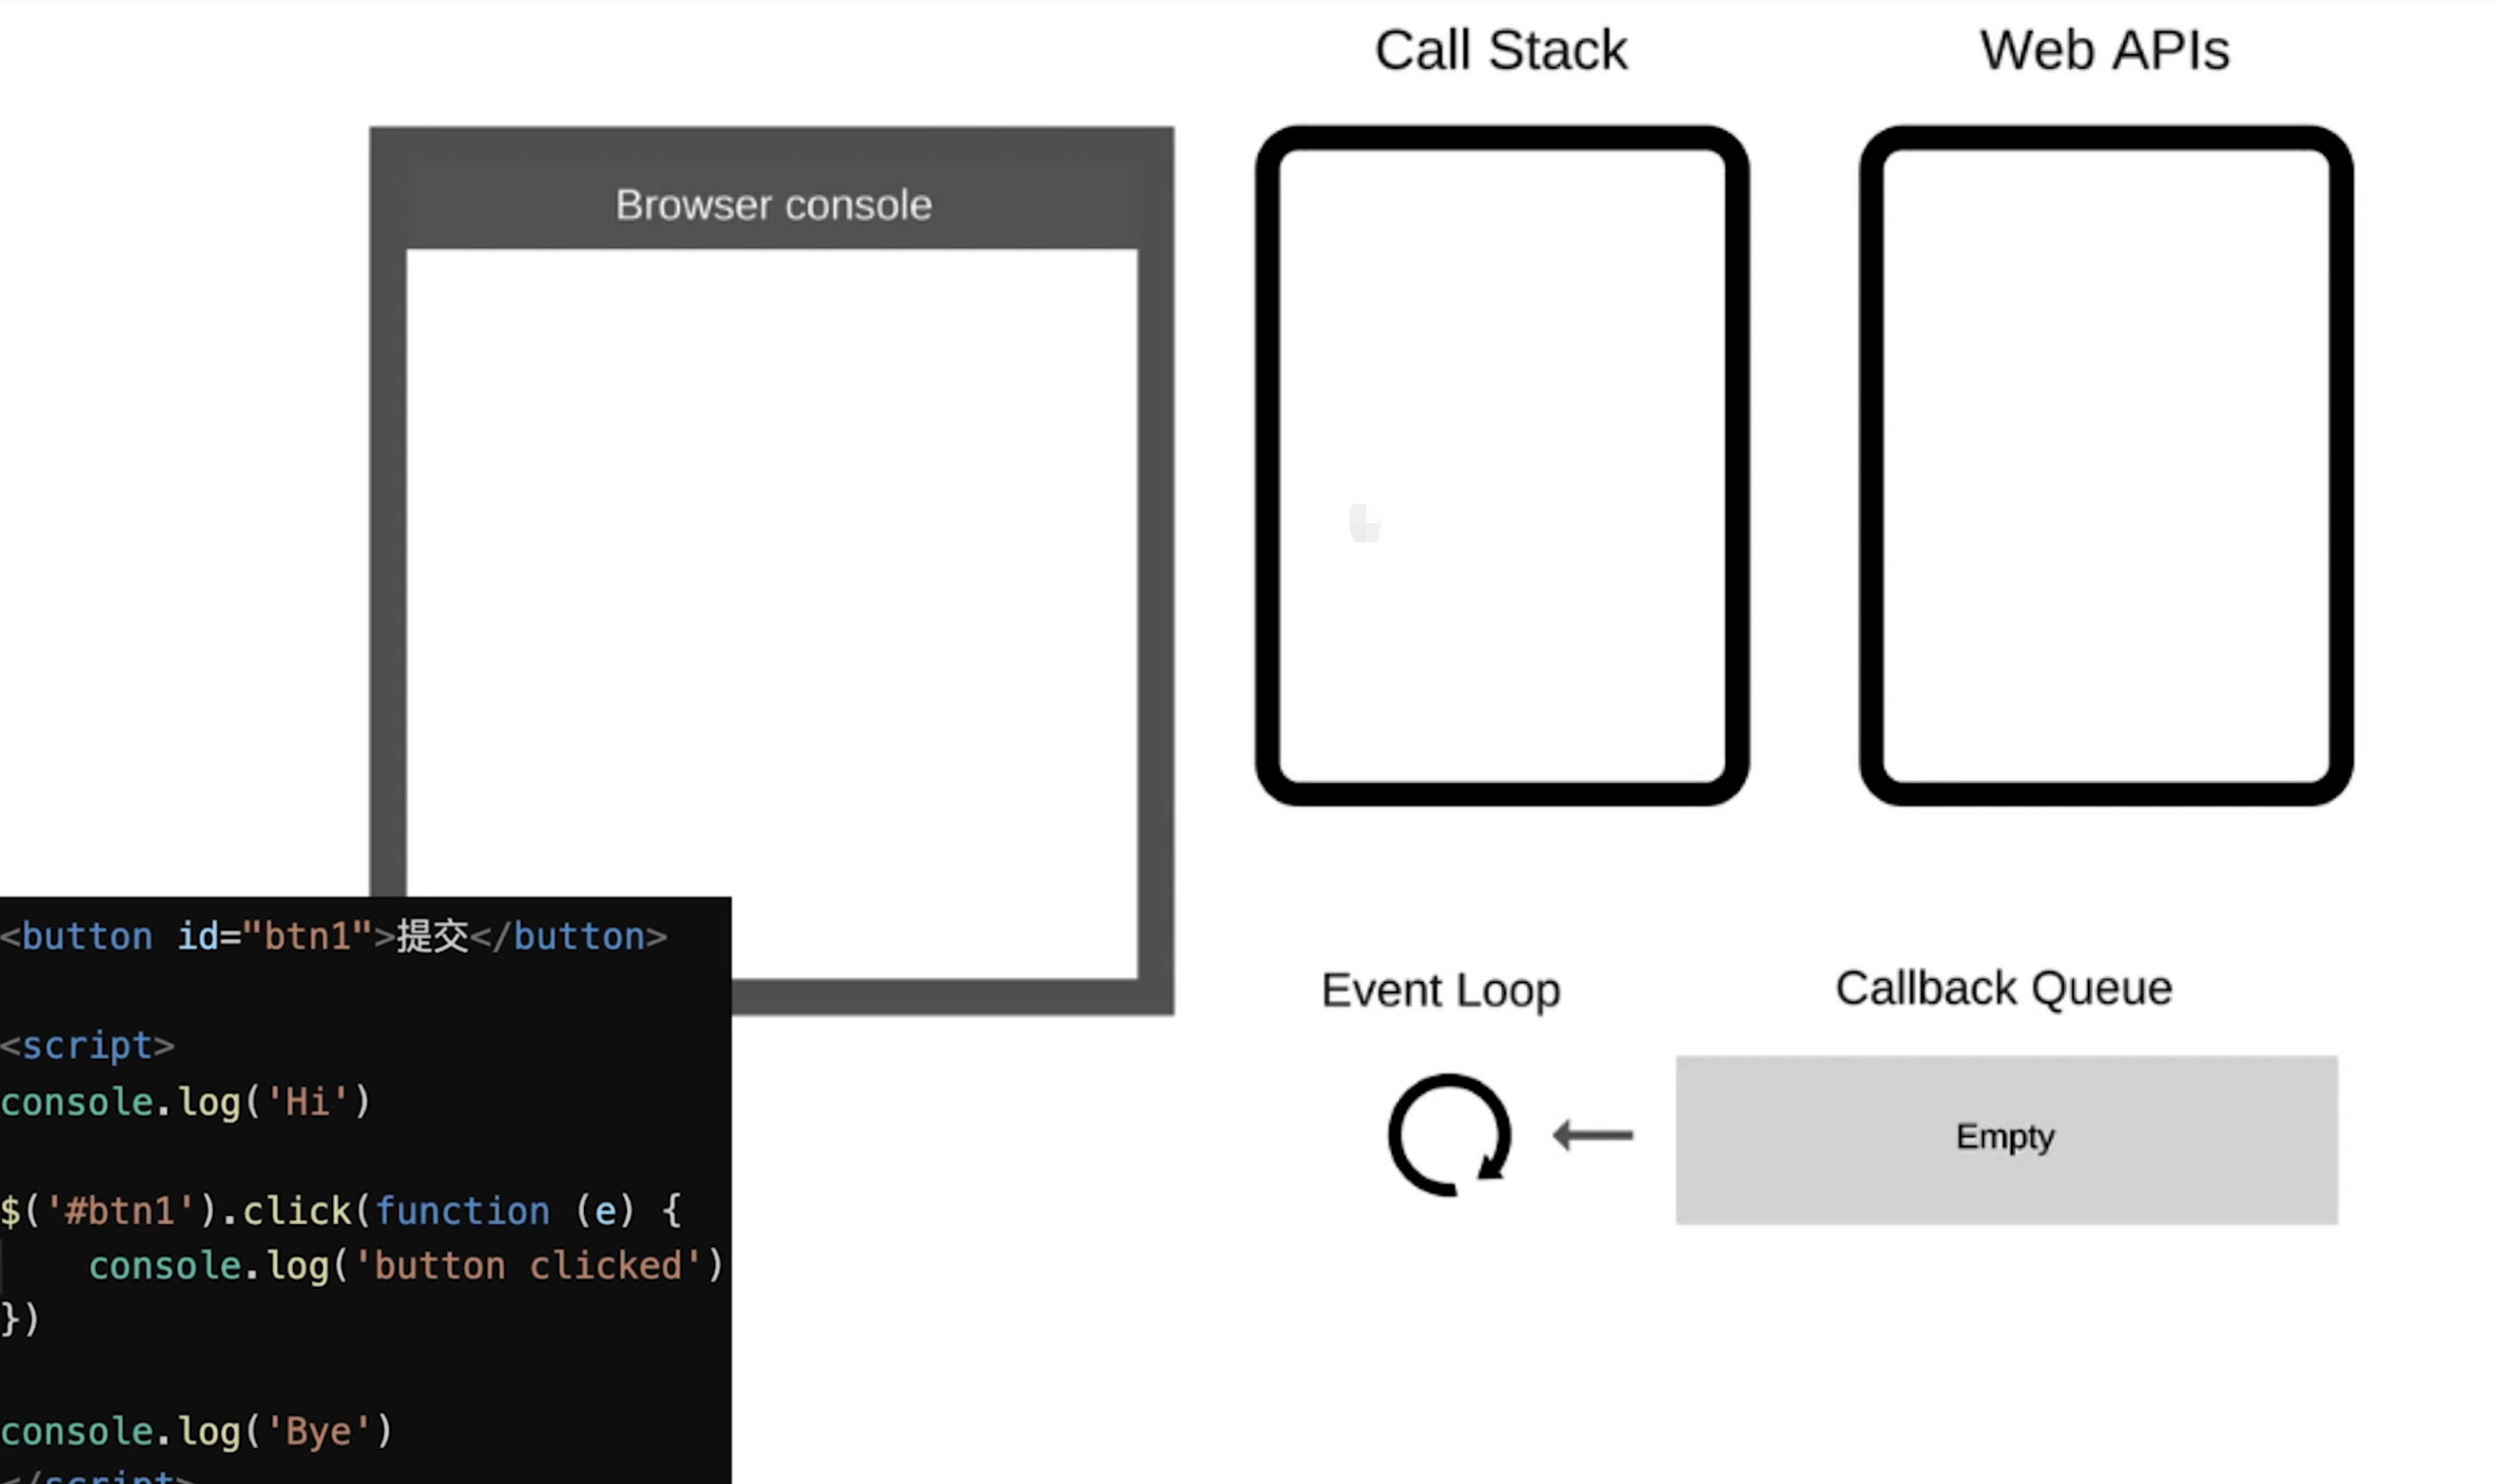 Call Stack
Web APIs
Browser console
<button id="btn1">提交</button>
<script>
console.log('Hi')
$('#btn1').click(function (e) {
    console.log('button clicked')
})
console.log('Bye')
</script>
Event Loop
Callback Queue
Empty